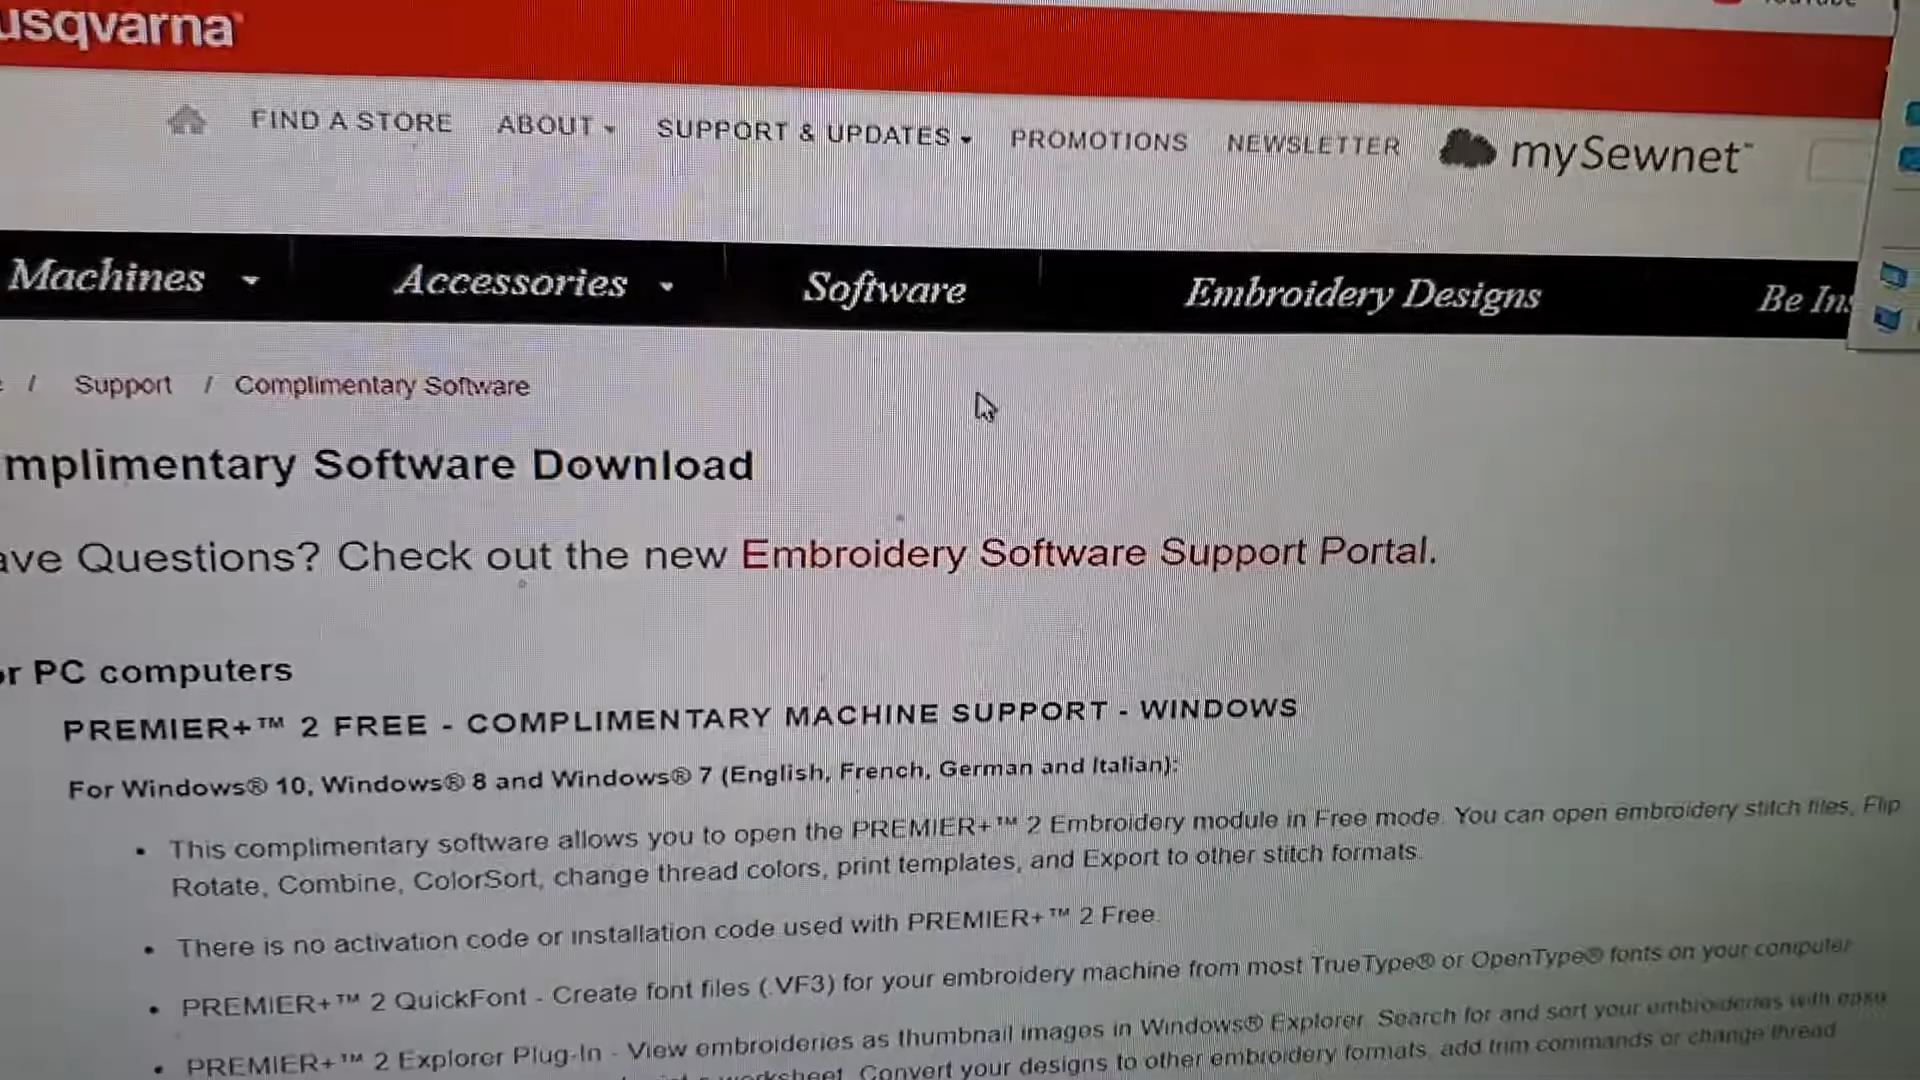 usqvarna
FIND A STORE ABOUT SUPPORT & UPDATES PROMOTIONS NEWSLETTER mySewnet™
Machines Accessories Software Embroidery Designs Be Ins
/ Support / Complimentary Software
mplimentary Software Download
ave Questions? Check out the new Embroidery Software Support Portal.
or PC computers
PREMIER+™ 2 FREE - COMPLIMENTARY MACHINE SUPPORT - WINDOWS
For Windows® 10, Windows® 8 and Windows® 7 (English, French, German and Italian):
• This complimentary software allows you to open the PREMIER+™ 2 Embroidery module in Free mode. You can open embroidery stitch files, Flip
Rotate, Combine, ColorSort, change thread colors, print templates, and Export to other stitch formats.
• There is no activation code or installation code used with PREMIER+™ 2 Free.
• PREMIER+™ 2 QuickFont - Create font files (.VF3) for your embroidery machine from most TrueType® or OpenType® fonts on your computer
• PREMIER+™ 2 Explorer Plug-In - View embroideries as thumbnail images in Windows® Explorer. Search for and sort your embroideries with
worksheet. Convert your designs to other embroidery formats, add trim commands or change thread